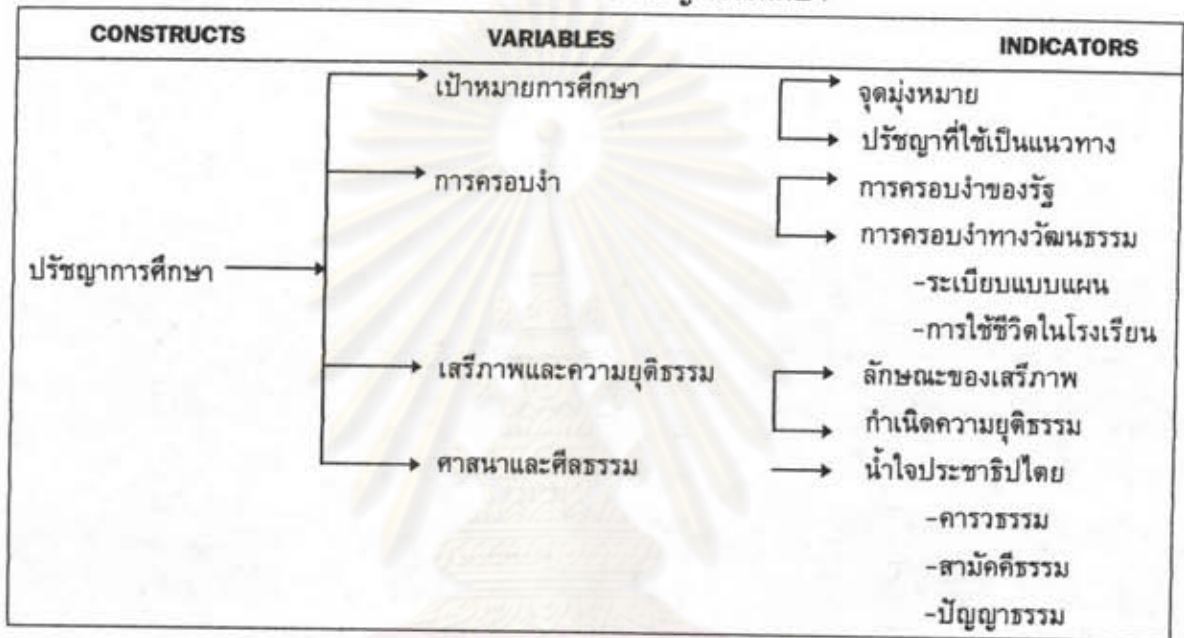 CONSTRUCTS VARIABLES INDICATORS
เป้าหมายการศึกษา จุดมุ่งหมาย
ปรัชญาที่ใช้เป็นแนวทาง
การครอบงำ การครอบงำของรัฐ
การครอบงำทางวัฒนธรรม
ปรัชญาการศึกษา
-ระเบียบแบบแผน
-การใช้ชีวิตในโรงเรียน
เสรีภาพและความยุติธรรม ลักษณะของเสรีภาพ
กำเนิดความยุติธรรม
ศาสนาและศีลธรรม น้ำใจประชาธิปไตย
-คารวธรรม
-สามัคคีธรรม
-ปัญญาธรรม